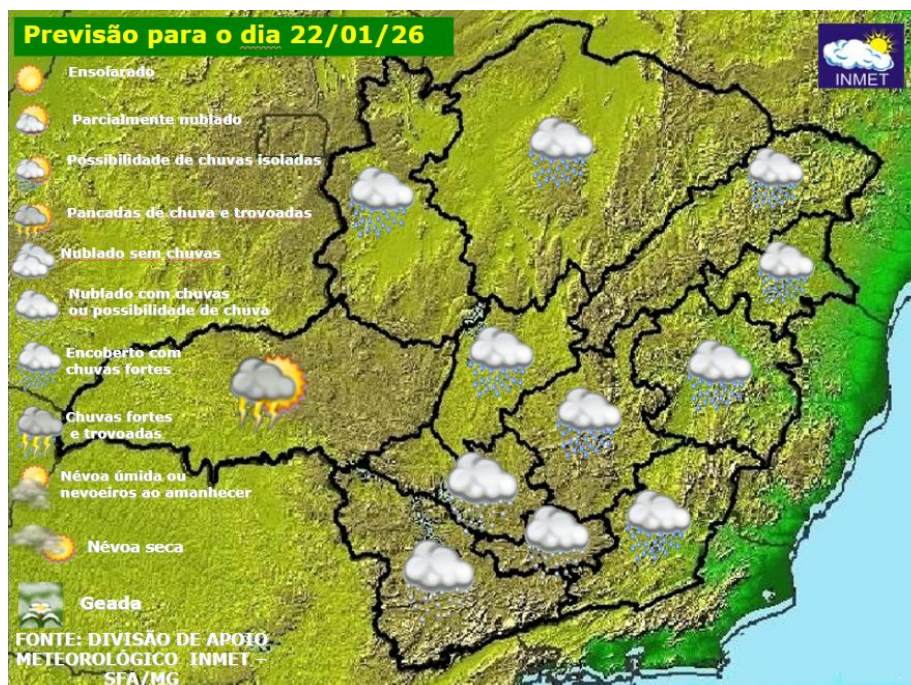 Previsão para o dia 22/01/26
INMET
Ensolarado
Parcialmente nublado
Possibilidade de chuvas isoladas
Pancadas de chuva e trovoadas
Nublado sem chuvas
Nublado com chuvas
ou possibilidade de chuva
Encoberto com
chuvas fortes
Chuvas fortes
e trovoadas
Névoa úmida ou
nevoeiros ao amanhecer
Névoa seca
Geada
FONTE: DIVISÃO DE APOIO
METEOROLÓGICO INMET –
SFA/MG